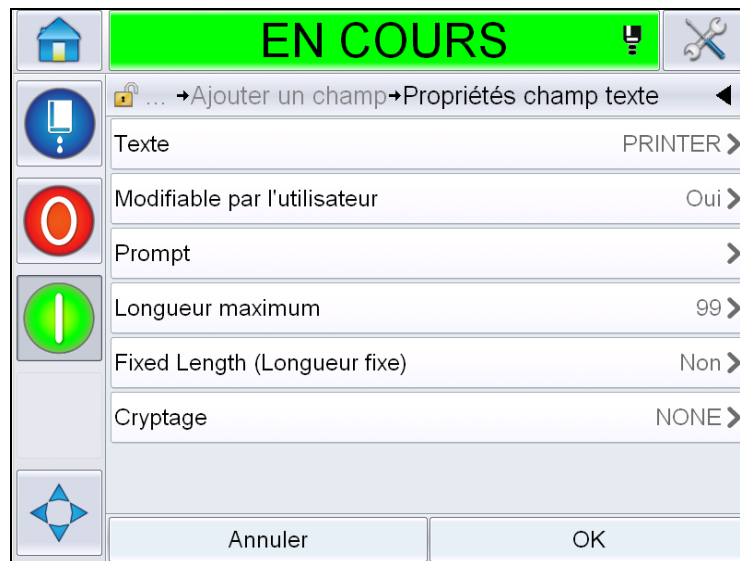 EN COURS
... →Ajouter un champ→Propriétés champ texte
Texte PRINTER
Modifiable par l'utilisateur Oui
Prompt
Longueur maximum 99
Fixed Length (Longueur fixe) Non
Cryptage NONE
Annuler OK